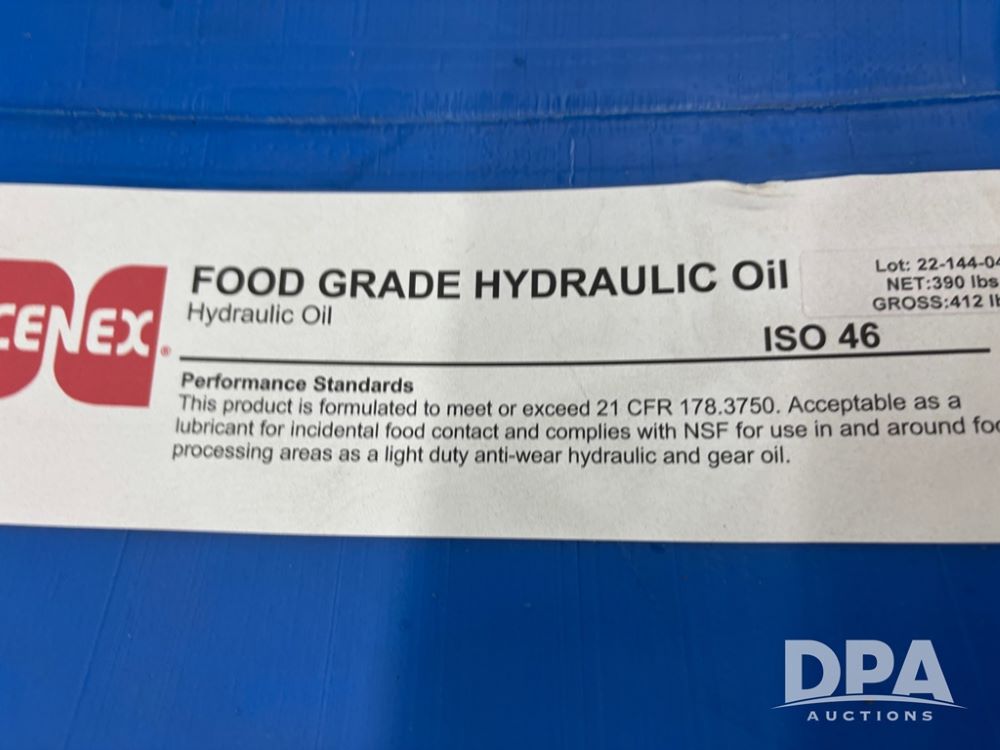 CENEX®
FOOD GRADE HYDRAULIC Oil
Hydraulic Oil
Lot: 22-144-04
NET:390 lbs
GROSS:412 lb
ISO 46
Performance Standards
This product is formulated to meet or exceed 21 CFR 178.3750. Acceptable as a
lubricant for incidental food contact and complies with NSF for use in and around
processing areas as a light duty anti-wear hydraulic and gear oil.
DPA
AUCTIONS